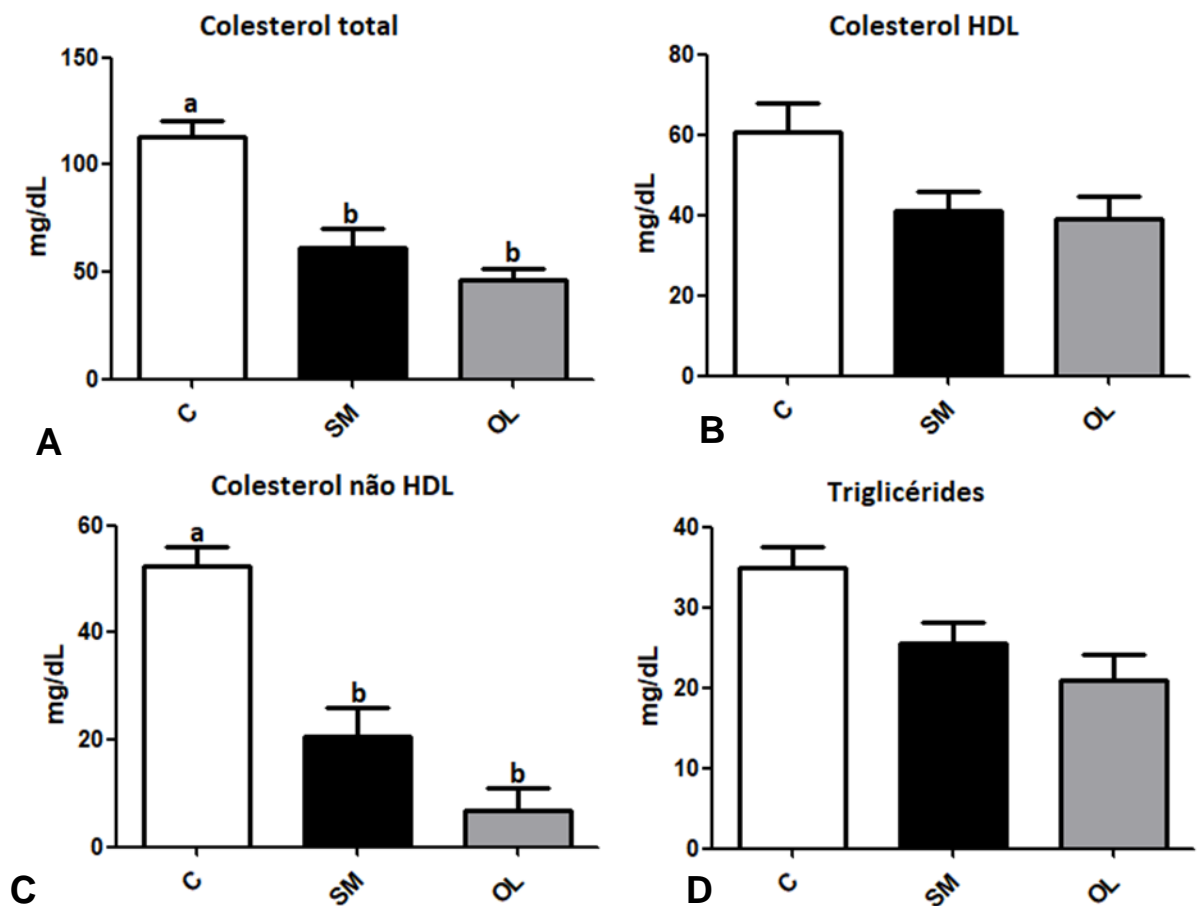 Colesterol total
150
100
50
0
mg/dL
a
b
b
C
SM
OL
A
Colesterol HDL
80
60
40
20
0
mg/dL
C
SM
OL
B
Colesterol não HDL
60
40
20
0
mg/dL
a
b
b
C
SM
OL
C
Triglicérides
40
30
20
10
0
mg/dL
C
SM
OL
D